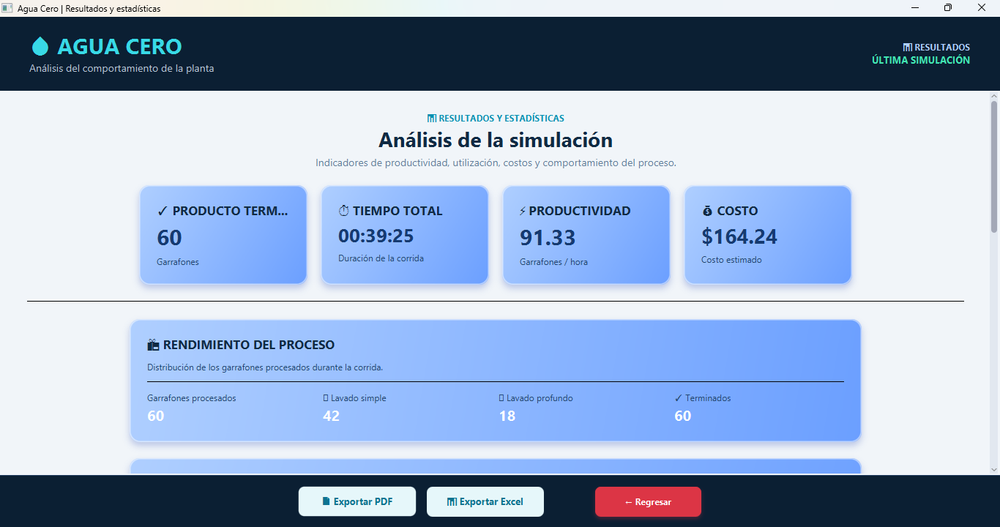 Agua Cero | Resultados y estadísticas
AGUA CERO
Análisis del comportamiento de la planta
RESULTADOS
ÚLTIMA SIMULACIÓN
RESULTADOS Y ESTADÍSTICAS
Análisis de la simulación
Indicadores de productividad, utilización, costos y comportamiento del proceso.
✓ PRODUCTO TERM...
60
Garrafones
⏱ TIEMPO TOTAL
00:39:25
Duración de la corrida
⚡ PRODUCTIVIDAD
91.33
Garrafones / hora
💰 COSTO
$164.24
Costo estimado
RENDIMIENTO DEL PROCESO
Distribución de los garrafones procesados durante la corrida.
Garrafones procesados
60
Lavado simple
42
Lavado profundo
18
✓ Terminados
60
Exportar PDF
Exportar Excel
← Regresar